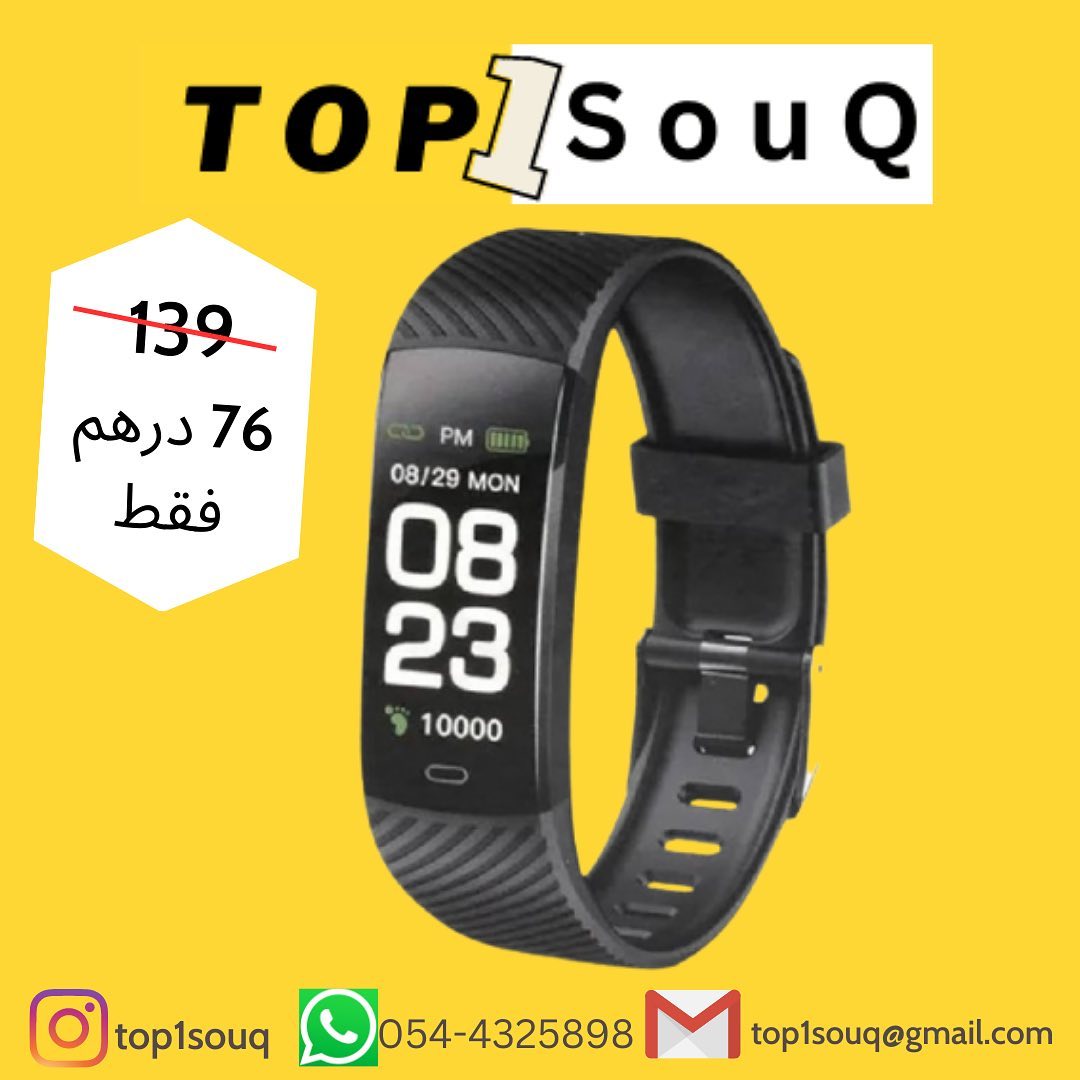 TOP1SouQ
139
76 درهم
فقط
PM
08/29 MON
08
23
10000
top1souq
054-4325898
top1souq@gmail.com